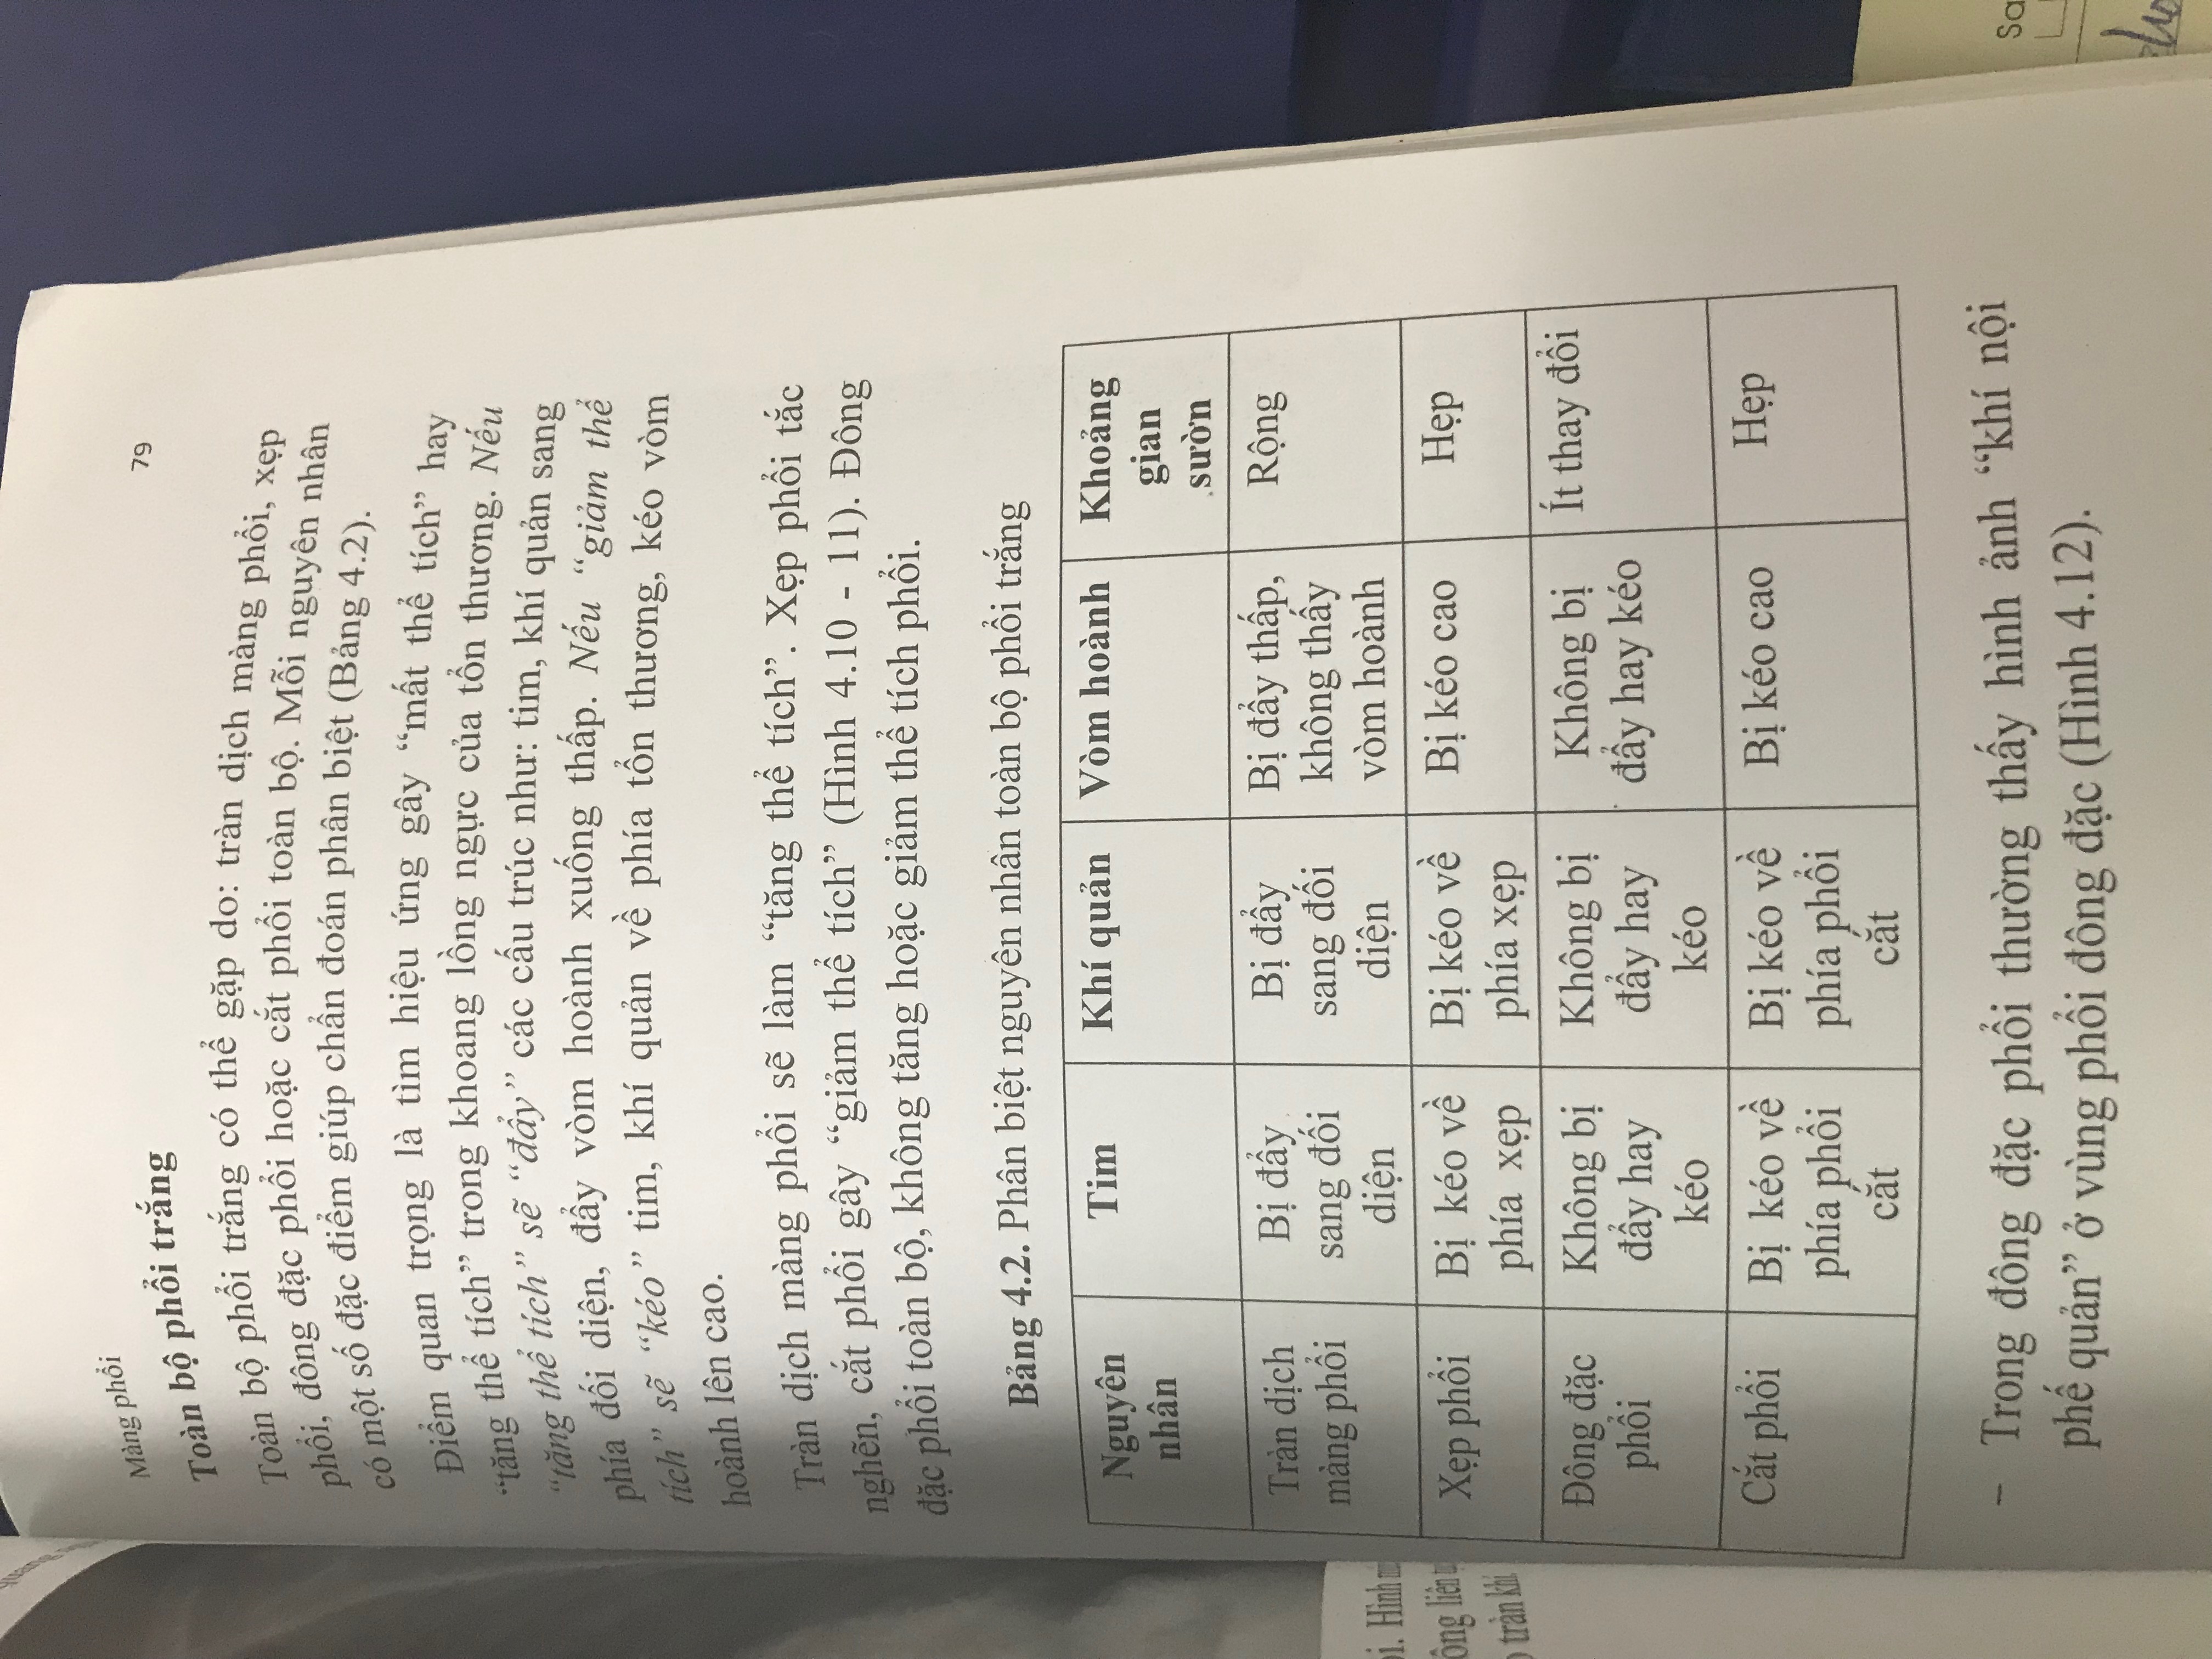 Màng phổi
79
Toàn bộ phổi trắng
Toàn bộ phổi trắng có thể gặp do: tràn dịch màng phổi, xẹp
phổi, đông đặc phổi hoặc cắt phổi toàn bộ. Mỗi nguyên nhân
có một số đặc điểm giúp chẩn đoán phân biệt (Bảng 4.2).
Điểm quan trọng là tìm hiệu ứng gây “mất thể tích” hay
“tăng thể tích” trong khoang lồng ngực của tổn thương. Nếu
“tăng thể tích” sẽ “đẩy” các cấu trúc như: tim, khí quản sang
phía đối diện, đẩy vòm hoành xuống thấp. Nếu “giảm thể
tích” sẽ “kéo” tim, khí quản về phía tổn thương, kéo vòm
hoành lên cao.
Tràn dịch màng phổi sẽ làm “tăng thể tích”. Xẹp phổi tắc
nghẽn, cắt phổi gây “giảm thể tích” (Hình 4.10 - 11). Đông
đặc phổi toàn bộ, không tăng hoặc giảm thể tích phổi.
Bảng 4.2. Phân biệt nguyên nhân toàn bộ phổi trắng
Nguyên
nhân
Tim
Khí quản
Vòm hoành
Khoảng
gian
sườn
Tràn dịch
màng phổi
Bị đẩy
sang đối
diện
Bị đẩy
sang đối
diện
Bị đẩy thấp,
không thấy
vòm hoành
Rộng
Xẹp phổi
Bị kéo về
phía xẹp
Bị kéo về
phía xẹp
Bị kéo cao
Hẹp
Đông đặc
phổi
Không bị
đẩy hay
kéo
Không bị
đẩy hay
kéo
Không bị
đẩy hay kéo
Ít thay đổi
Cắt phổi
Bị kéo về
phía phổi
cắt
Bị kéo về
phía phổi
cắt
Bị kéo cao
Hẹp
– Trong đông đặc phổi thường thấy hình ảnh “khí nội
phế quản” ở vùng phổi đông đặc (Hình 4.12).
i. Hình
ông liên
tràn khí.
Sa